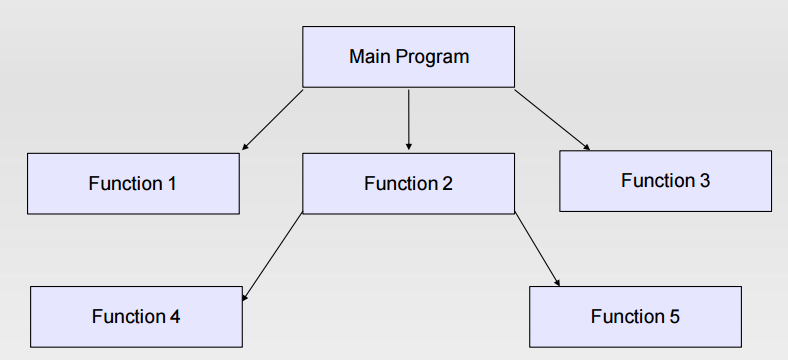 Main Program
Function 1
Function 2
Function 3
Function 4
Function 5